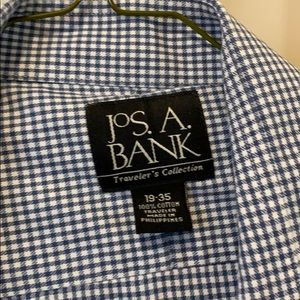 JOS. A.
BANK
Traveler's Collection
19-35
100% COTTON
TRAVELER
MADE IN
PHILIPPINES